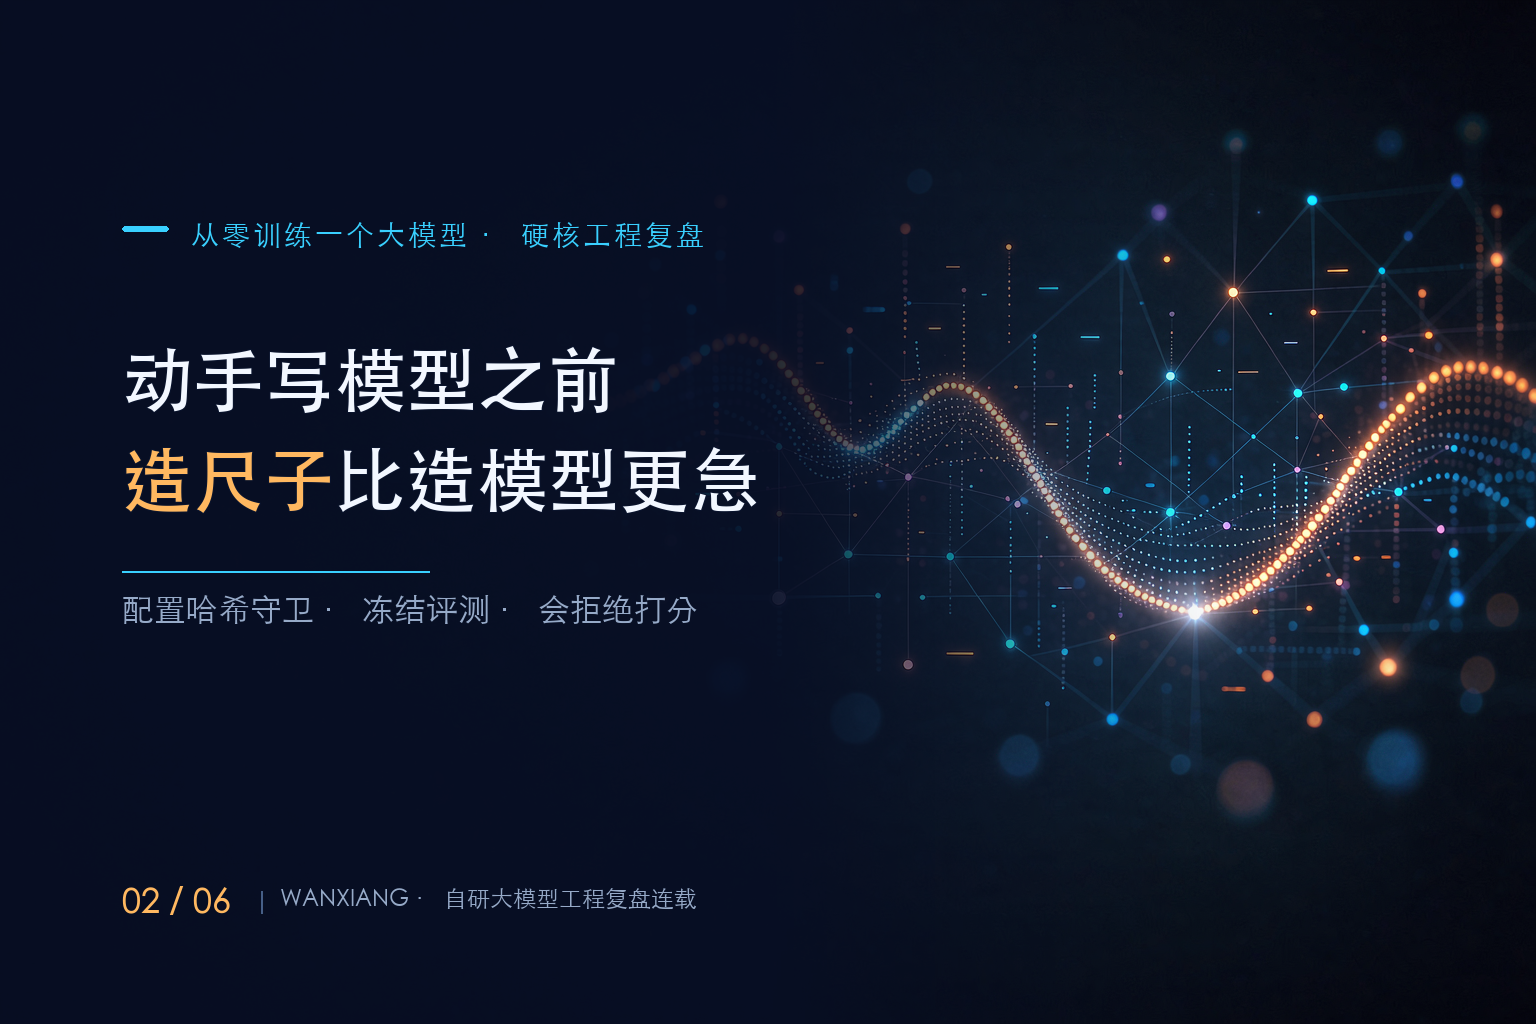 从零训练一个大模型 · 硬核工程复盘
动手写模型之前
造尺子比造模型更急
配置哈希守卫 · 冻结评测 · 会拒绝打分
02 / 06 | WANXIANG · 自研大模型工程复盘连载